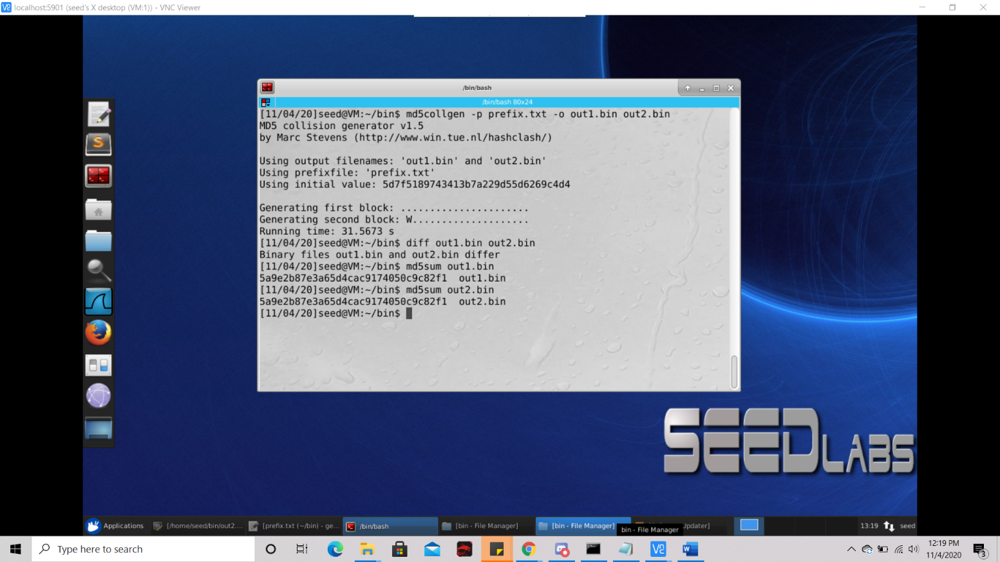 localhost:5901 (seed's X desktop (VM:1)) - VNC Viewer
/bin/bash
/bin/bash 80x24
[11/04/20]seed@VM:~/bin$ md5collgen -p prefix.txt -o out1.bin out2.bin
MD5 collision generator v1.5
by Marc Stevens (http://www.win.tue.nl/hashclash/)
Using output filenames: 'out1.bin' and 'out2.bin'
Using prefixfile: 'prefix.txt'
Using initial value: 5d7f5189743413b7a229d55d6269c4d4
Generating first block: ......................
Generating second block: W....................
Running time: 31.5673 s
[11/04/20]seed@VM:~/bin$ diff out1.bin out2.bin
Binary files out1.bin and out2.bin differ
[11/04/20]seed@VM:~/bin$ md5sum out1.bin
5a9e2b87e3a65d4cac9174050c9c82f1  out1.bin
[11/04/20]seed@VM:~/bin$ md5sum out2.bin
5a9e2b87e3a65d4cac9174050c9c82f1  out2.bin
[11/04/20]seed@VM:~/bin$
SEEDLABS
Applications [/home/seed/bin/out2.... [prefix.txt (~/bin) - ge... /bin/bash [bin - File Manager] [bin - File Manager] Updater] 13:19 seed
bin - File Manager
Type here to search
12:19 PM
11/4/2020
3